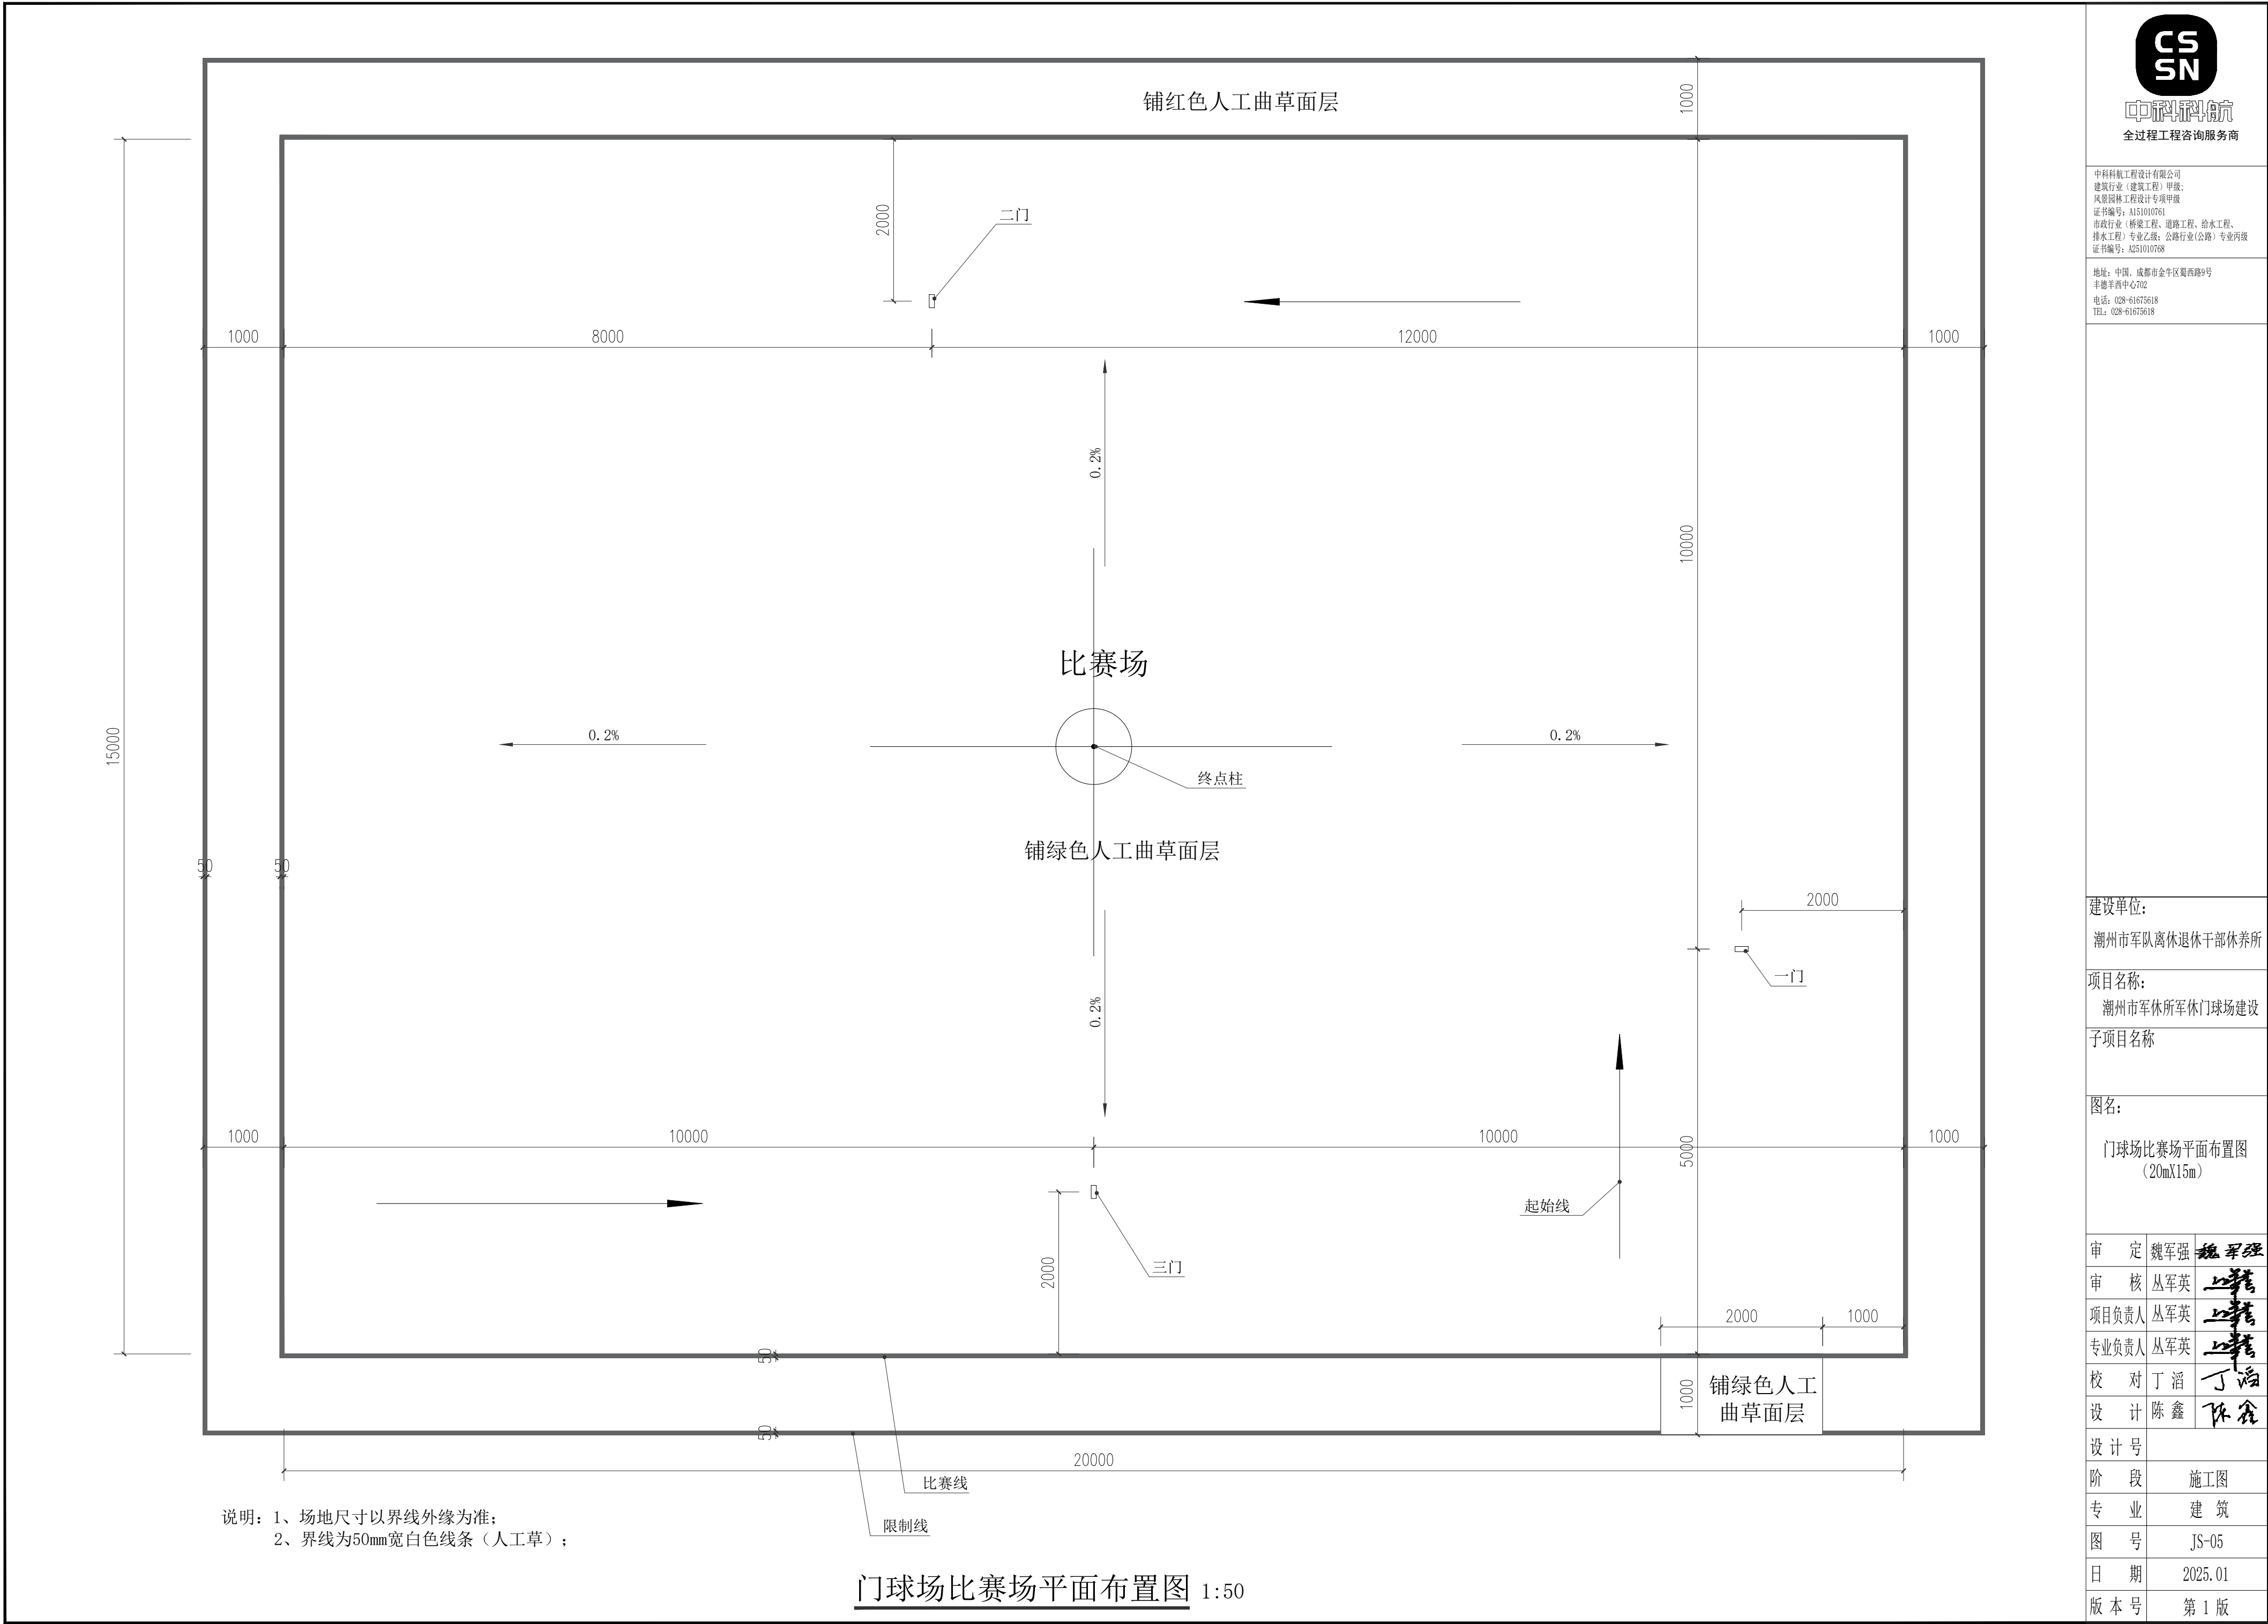 铺红色人工曲草面层
1000
2000
二门
1000
8000
12000
1000
0.2%
10000
比赛场
15000
0.2%
0.2%
终点柱
铺绿色人工曲草面层
50
50
2000
一门
0.2%
1000
10000
10000
1000
5000
起始线
三门
2000
2000
1000
50
1000
铺绿色人工
曲草面层
50
20000
比赛线
限制线
说明：1、场地尺寸以界线外缘为准；
2、界线为50mm宽白色线条（人工草）；
门球场比赛场平面布置图 1:50
CS
SN
中科科航
全过程工程咨询服务商
中科科航工程设计有限公司
建筑行业（建筑工程）甲级；
风景园林工程设计专项甲级
证书编号：A151010761
市政行业（桥梁工程、道路工程、给水工程、
排水工程）专业乙级；公路行业(公路）专业丙级
证书编号：A251010768
地址：中国．成都市金牛区蜀西路9号
丰德羊西中心702
电话：028-61675618
TEL：028-61675618
建设单位：
潮州市军队离休退休干部休养所
项目名称：
潮州市军休所军休门球场建设
子项目名称
图名：
门球场比赛场平面布置图
（20mX15m）
审 定 魏军强 魏军强
审 核 丛军英
项目负责人 丛军英
专业负责人 丛军英
校 对 丁 滔 丁滔
设 计 陈 鑫 陈鑫
设 计 号
阶 段 施工图
专 业 建 筑
图 号 JS-05
日 期 2025.01
版 本 号 第 1 版